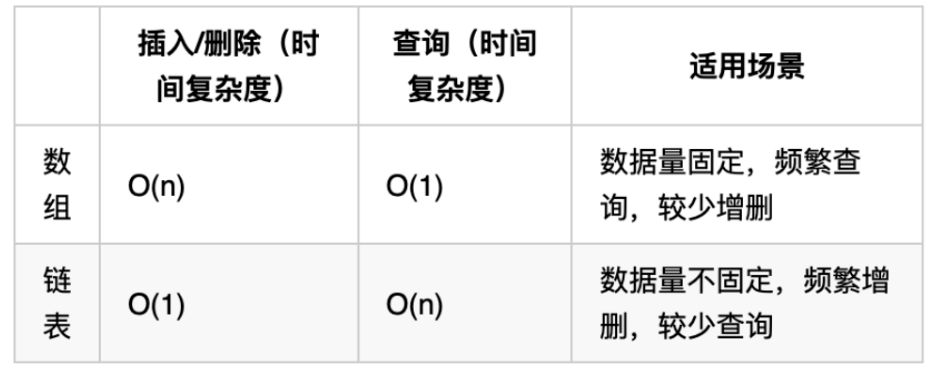 插入/删除（时
间复杂度）
查询（时间
复杂度）
适用场景
数
组
O(n)
O(1)
数据量固定，频繁查
询，较少增删
链
表
O(1)
O(n)
数据量不固定，频繁增
删，较少查询